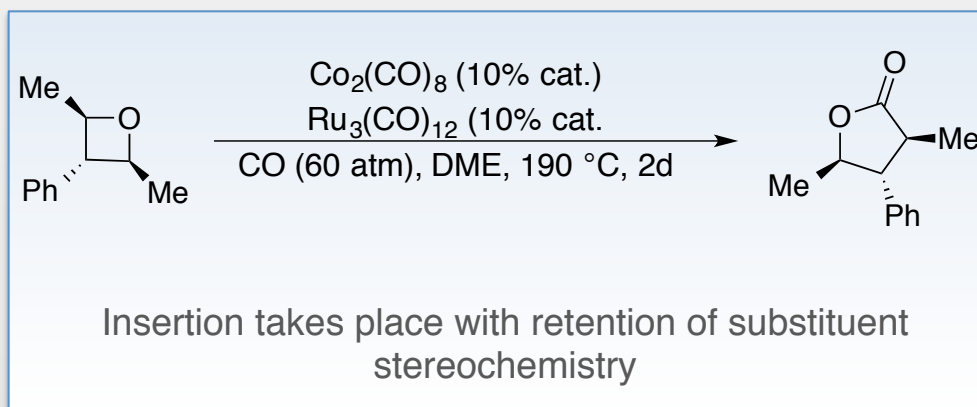 Me
O
Ph
Me
Co₂(CO)₈ (10% cat.)
Ru₃(CO)₁₂ (10% cat.
CO (60 atm), DME, 190 °C, 2d
O
O
Me
Me
Ph
Insertion takes place with retention of substituent
stereochemistry